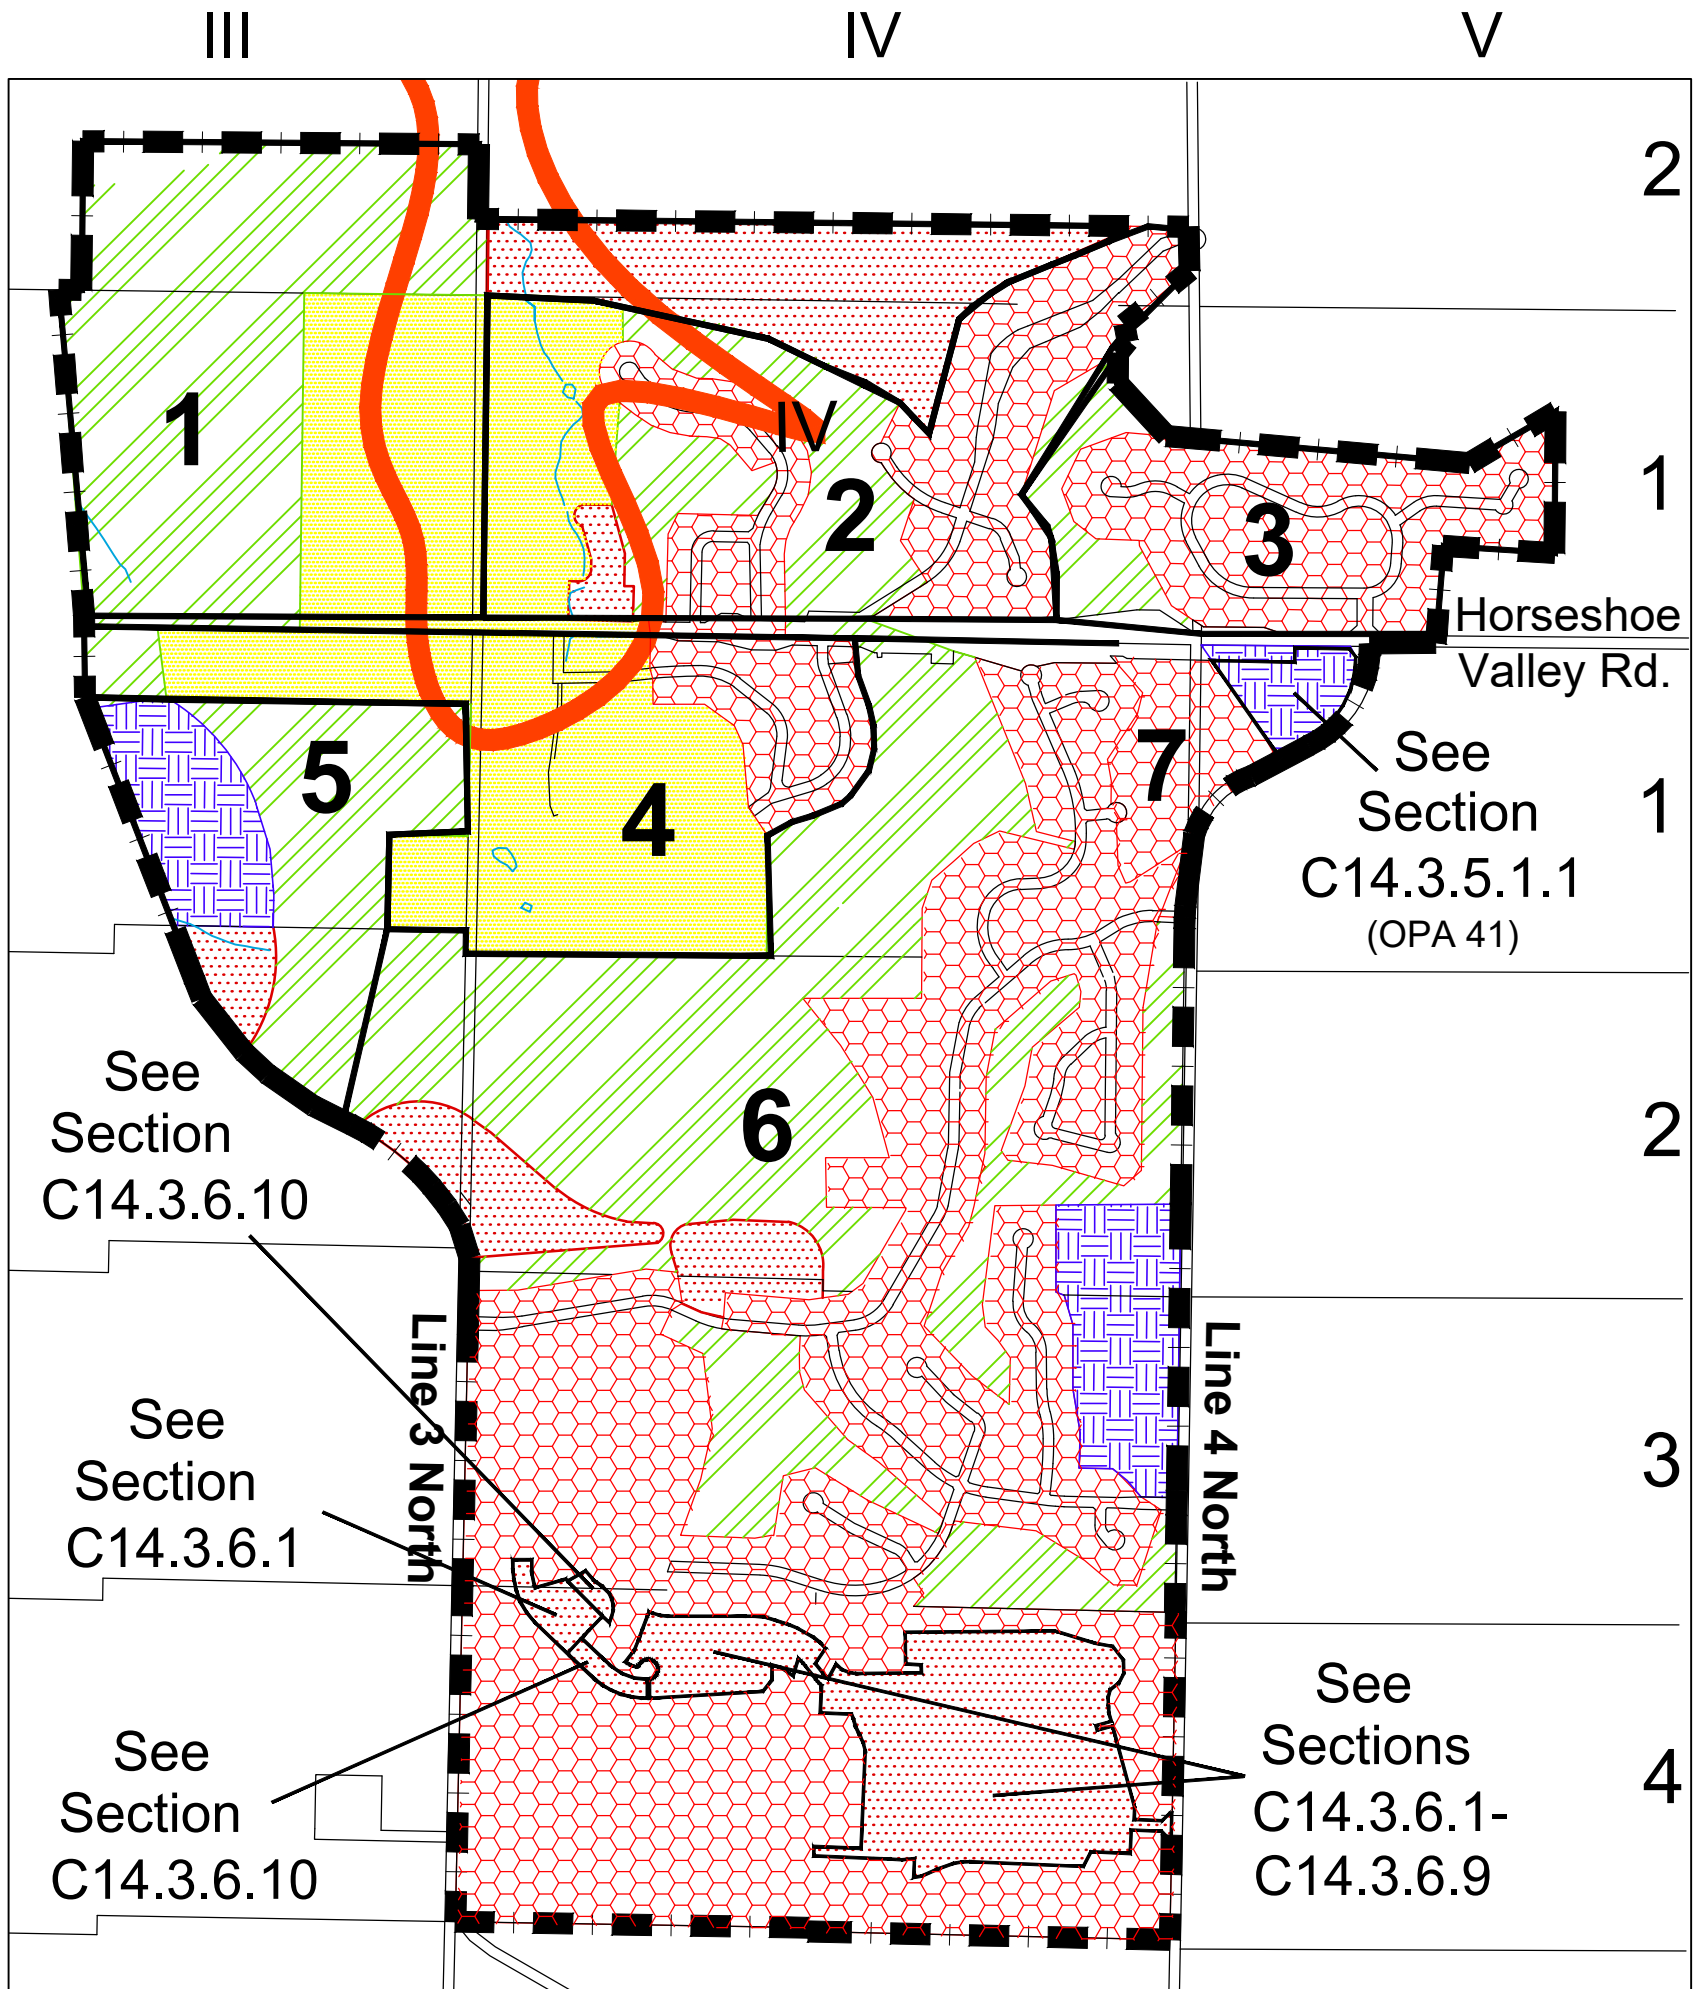 III
IV
V
2
1
IV
1
2
3
Horseshoe
Valley Rd.
5
4
7
1
See
Section
C14.3.5.1.1
(OPA 41)
See
Section
C14.3.6.10
6
2
Line 3 North
Line 4 North
See
Section
C14.3.6.1
3
See
Section
C14.3.6.10
See
Sections
C14.3.6.1-
C14.3.6.9
4